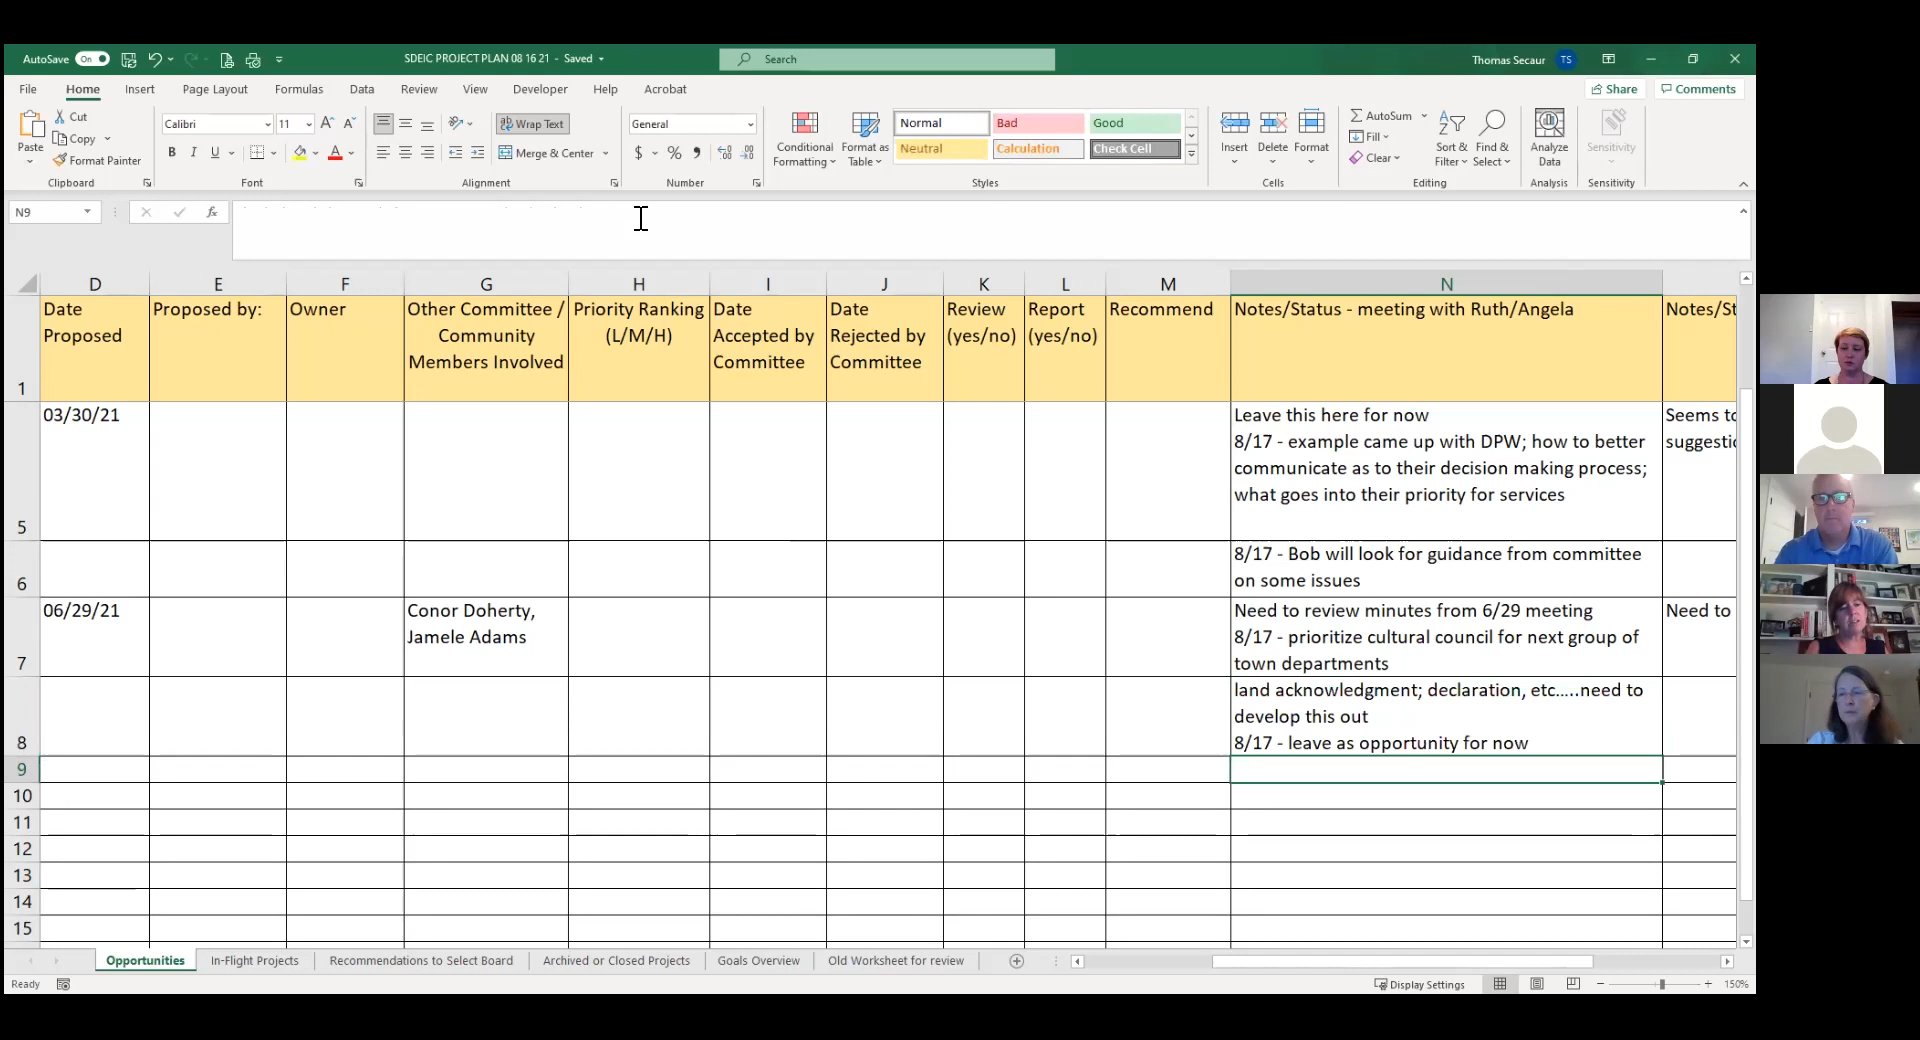 AutoSave On SDEIC PROJECT PLAN 08 16 21 - Saved Search Thomas Secaur TS
File Home Insert Page Layout Formulas Data Review View Developer Help Acrobat Share Comments
Paste Cut Copy Format Painter
Calibri 11
B I U A
Wrap Text
Merge & Center
General
$ %
Conditional Formatting
Format as Table
Normal Bad Good
Neutral Calculation Check Cell
Insert Delete Format
AutoSum
Fill
Clear
Sort & Filter
Find & Select
Analyze Data
Sensitivity
Clipboard Font Alignment Number Styles Cells Editing Analysis Sensitivity
N9 fx
D E F G H I J K L M N
1
Date Proposed
Proposed by:
Owner
Other Committee / Community Members Involved
Priority Ranking (L/M/H)
Date Accepted by Committee
Date Rejected by Committee
Review (yes/no)
Report (yes/no)
Recommend
Notes/Status - meeting with Ruth/Angela
Notes/St
5
03/30/21
Leave this here for now
8/17 - example came up with DPW; how to better
communicate as to their decision making process;
what goes into their priority for services
Seems to
suggestic
6
8/17 - Bob will look for guidance from committee
on some issues
7
06/29/21
Conor Doherty,
Jamele Adams
Need to review minutes from 6/29 meeting
8/17 - prioritize cultural council for next group of
town departments
Need to
8
land acknowledgment; declaration, etc…..need to
develop this out
8/17 - leave as opportunity for now
9
10
11
12
13
14
15
Opportunities In-Flight Projects Recommendations to Select Board Archived or Closed Projects Goals Overview Old Worksheet for review
Ready Display Settings 150%